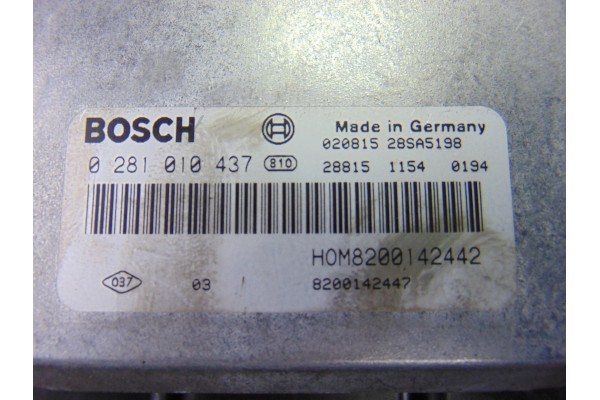 BOSCH Made in Germany
020815 28SA5198
0 281 010 437 810 28815 1154 0194
HOM8200142442
037 03 8200142447